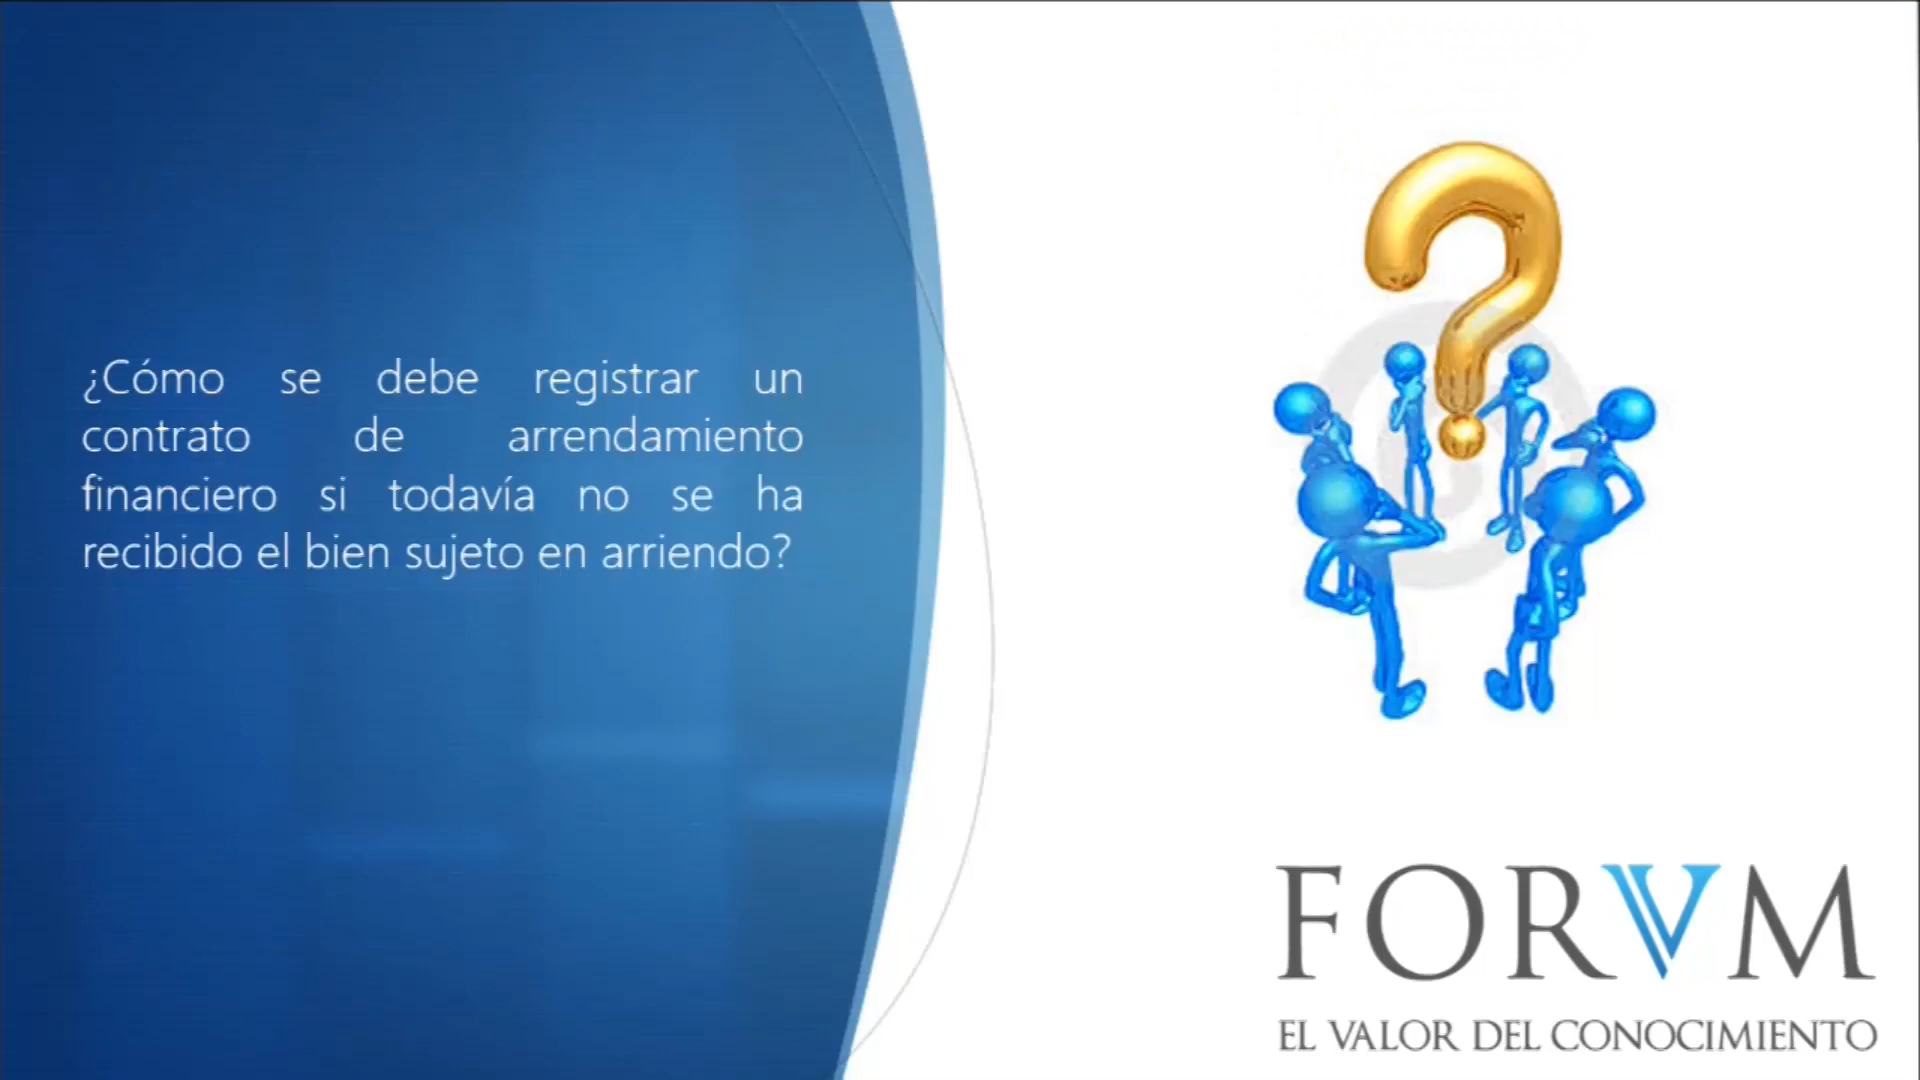 ¿Cómo se debe registrar un
contrato de arrendamiento
financiero si todavía no se ha
recibido el bien sujeto en arriendo?
FORVM
EL VALOR DEL CONOCIMIENTO